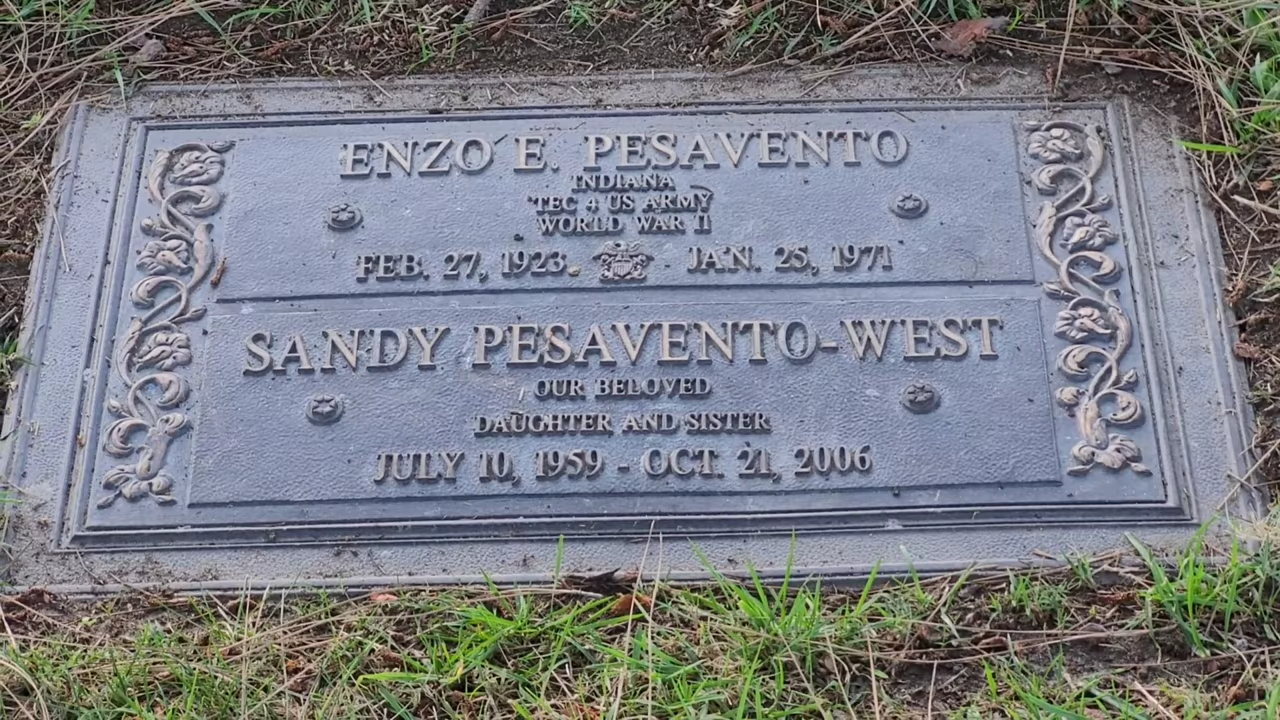 ENZO E. PESAVENTO
INDIANA
TEC 4 US ARMY
WORLD WAR II
FEB. 27, 1923 JAN. 25, 1971
SANDY PESAVENTO-WEST
OUR BELOVED
DAUGHTER AND SISTER
JULY 10, 1959 - OCT. 21, 2006